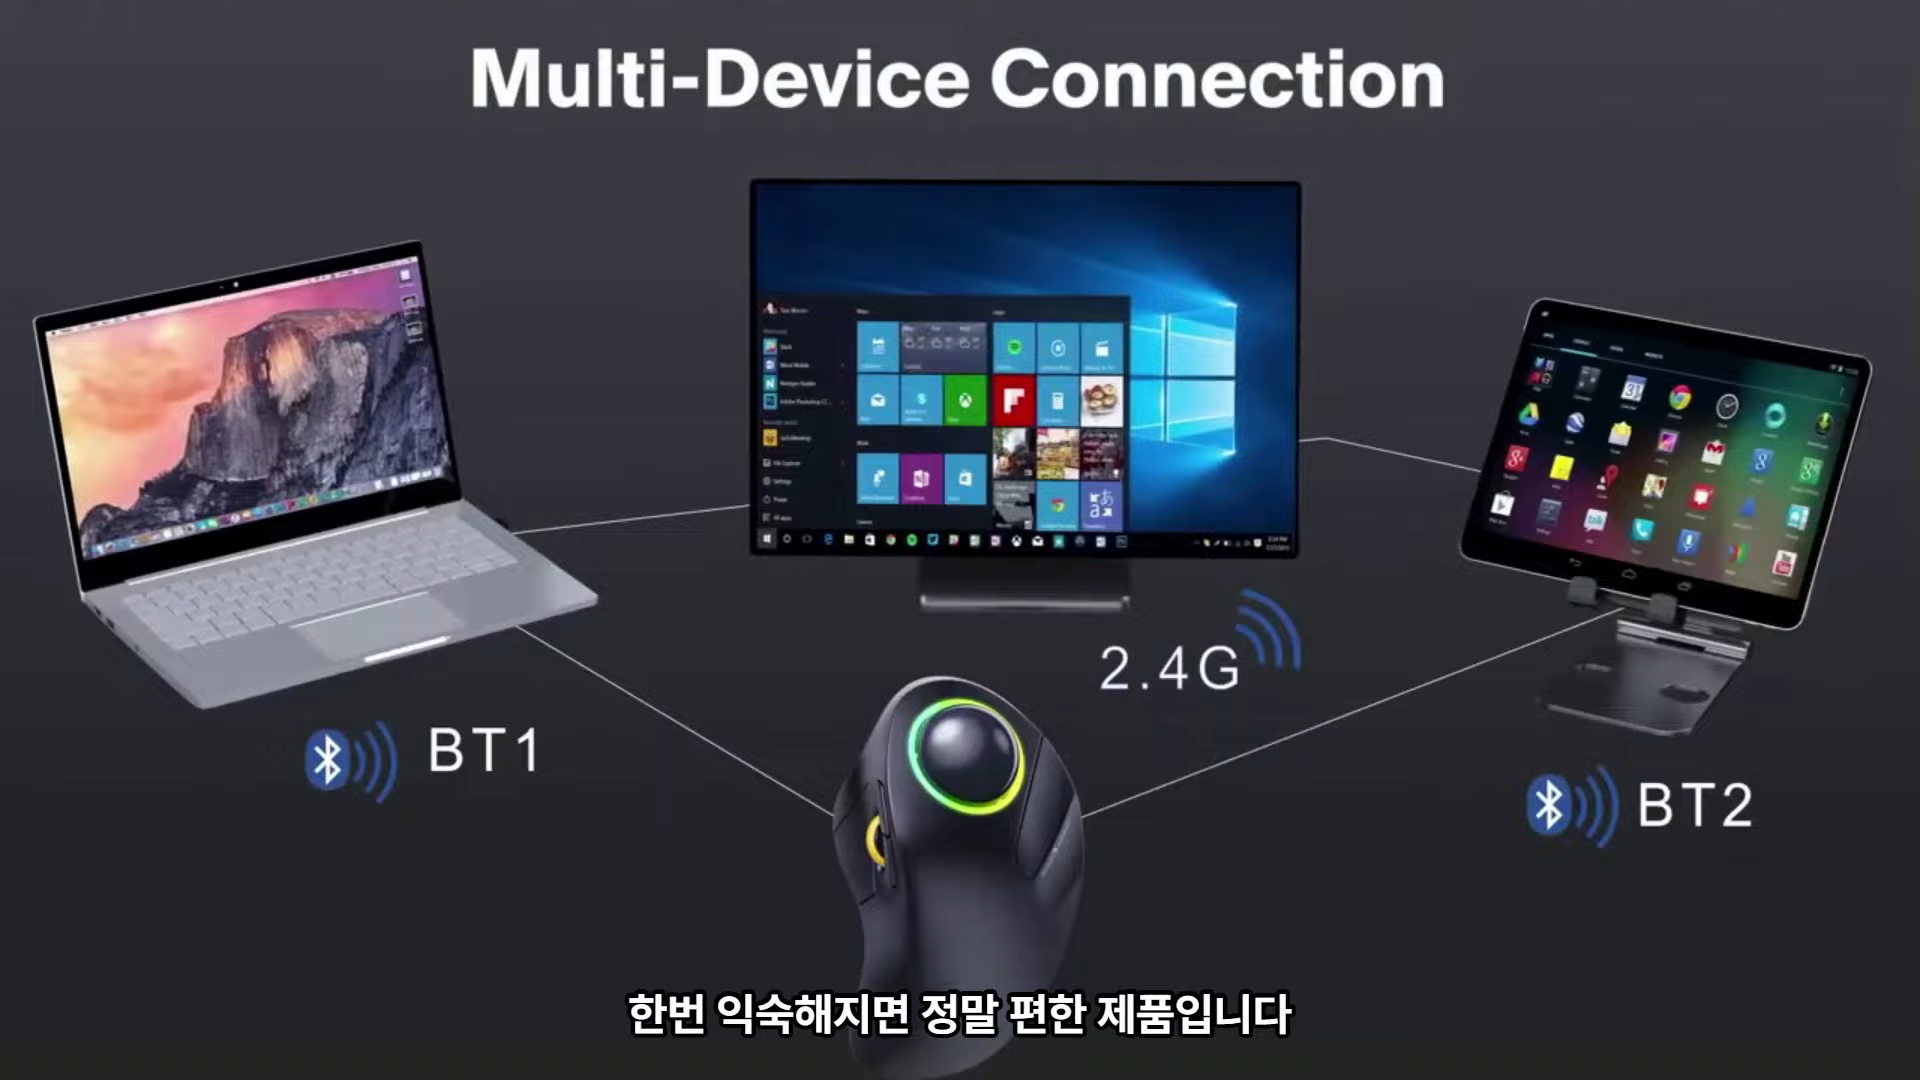 Multi-Device Connection
2.4G
BT1
BT2
한번 익숙해지면 정말 편한 제품입니다